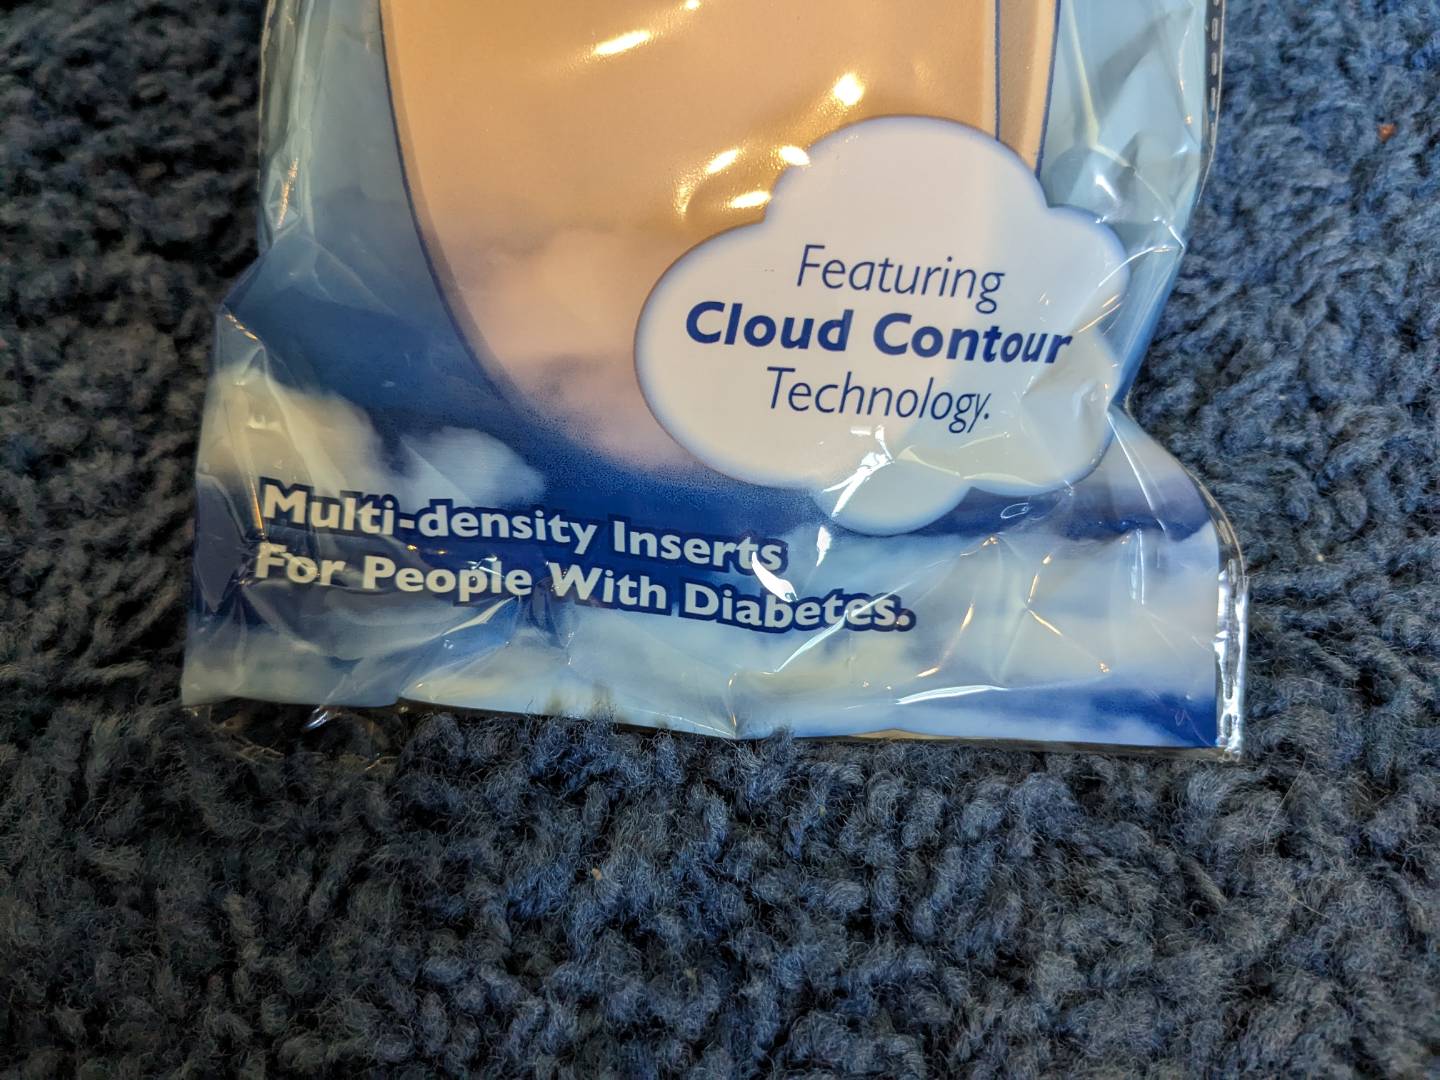 Featuring
Cloud Contour
Technology.
Multi-density Inserts
For People With Diabetes.